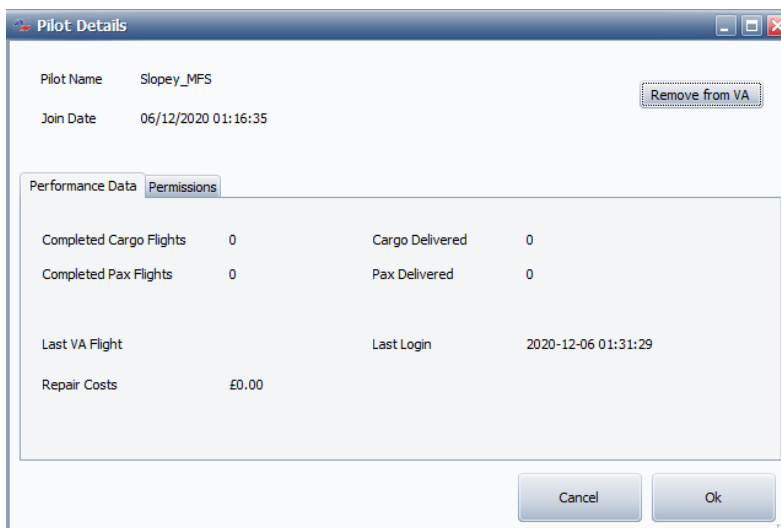 Pilot Details
Pilot Name Slopey_MFS
Remove from VA
Join Date 06/12/2020 01:16:35
Performance Data Permissions
Completed Cargo Flights 0 Cargo Delivered 0
Completed Pax Flights 0 Pax Delivered 0
Last VA Flight Last Login 2020-12-06 01:31:29
Repair Costs £0.00
Cancel Ok